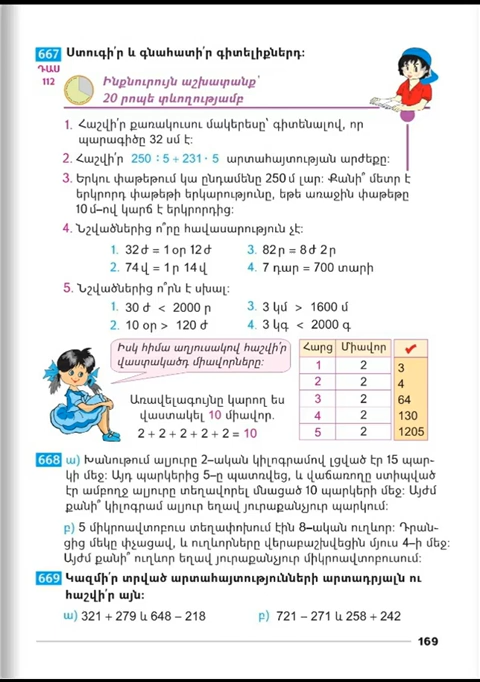 667 Ստուգի՛ր և գնահատի՛ր գիտելիքներդ:
ԴԱՍ
112
Ինքնուրույն աշխատանք՝
20 րոպե տևողությամբ
1. Հաշվի՛ր քառակուսու մակերեսը՝ գիտենալով, որ
պարագիծը 32 սմ է:
2. Հաշվի՛ր 250 : 5 + 231 · 5 արտահայտության արժեքը:
3. Երկու փաթեթում կա ընդամենը 250 մ լար: Քանի՞ մետր է
երկրորդ փաթեթի երկարությունը, եթե առաջին փաթեթը
10 մ–ով կարճ է երկրորդից:
4. Նշվածներից ո՞րը հավասարություն չէ:
1. 32 ժ = 1 օր 12 ժ 3. 82 ր = 8 ժ 2 ր
2. 74 վ = 1 ր 14 վ 4. 7 դար = 700 տարի
5. Նշվածներից ո՞րն է սխալ:
1. 30 ժ < 2000 ր 3. 3 կմ > 1600 մ
2. 10 օր > 120 ժ 4. 3 կգ < 2000 գ
Իսկ հիմա աղյուսակով հաշվի՛ր
վաստակածդ միավորները:
Առավելագույնը կարող ես
վաստակել 10 միավոր.
2 + 2 + 2 + 2 + 2 = 10
Հարց Միավոր ✓
1 2 3
2 2 4
3 2 64
4 2 130
5 2 1205
668 ա) Խանութում ալյուրը 2–ական կիլոգրամով լցված էր 15 պար-
կի մեջ: Այդ պարկերից 5–ը պատռվեց, և վաճառողը ստիպված
էր ամբողջ ալյուրը տեղավորել մնացած 10 պարկերի մեջ: Այժմ
քանի՞ կիլոգրամ ալյուր եղավ յուրաքանչյուր պարկում:
բ) 5 միկրոավտոբուս տեղափոխում էին 8–ական ուղևոր: Դրան-
ցից մեկը փչացավ, և ուղևորները վերաբաշխվեցին մյուս 4–ի մեջ:
Այժմ քանի՞ ուղևոր եղավ յուրաքանչյուր միկրոավտոբուսում:
669 Կազմի՛ր տրված արտահայտությունների արտադրյալն ու
հաշվի՛ր այն:
ա) 321 + 279 և 648 – 218 բ) 721 – 271 և 258 + 242
169